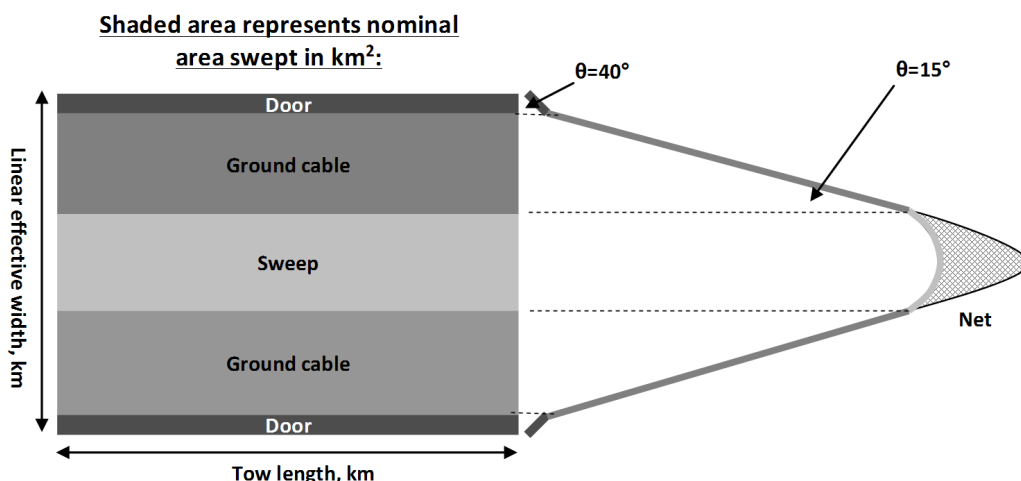 Shaded area represents nominal
area swept in km²:
θ=40°
θ=15°
Door
Ground cable
Sweep
Ground cable
Door
Linear effective width, km
Net
Tow length, km